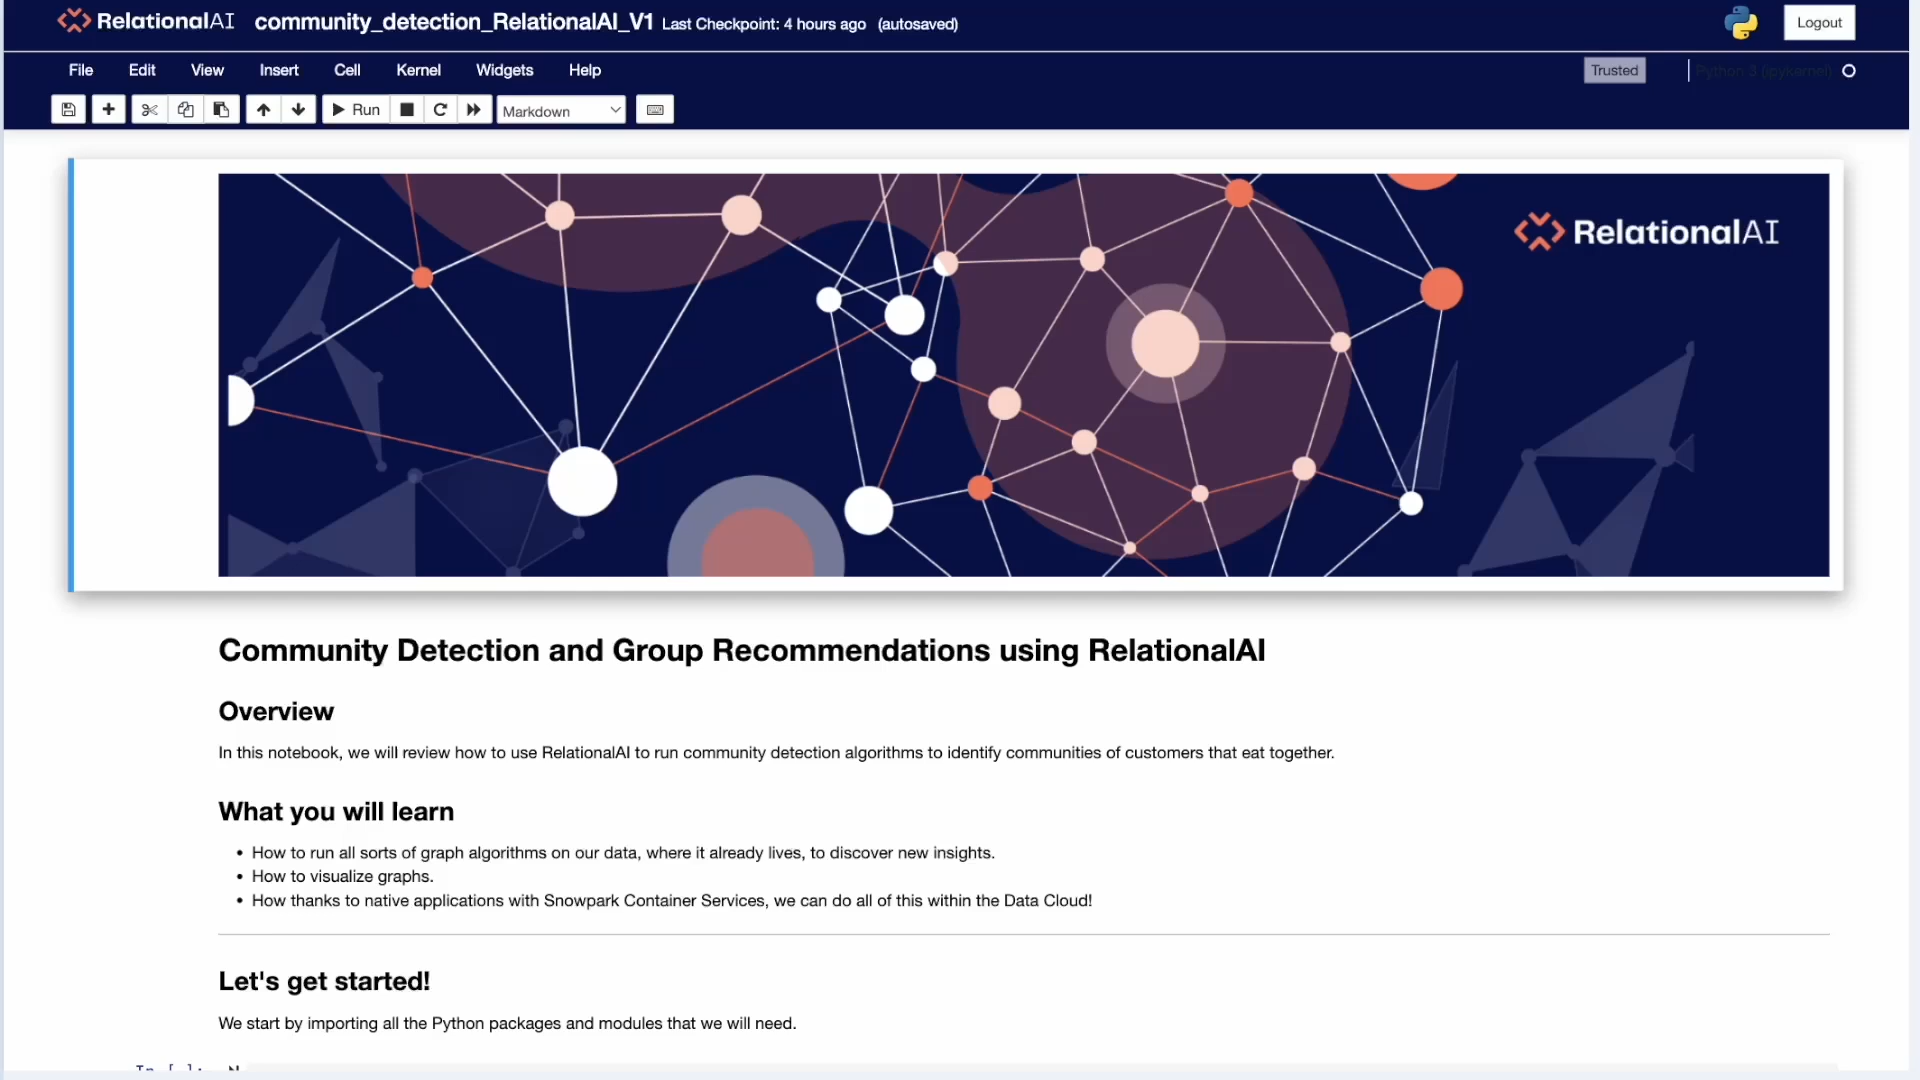 RelationalAI community_detection_RelationalAI_V1 Last Checkpoint: 4 hours ago (autosaved) Logout
File Edit View Insert Cell Kernel Widgets Help Trusted Python 3 (ipykernel)
Run Markdown
RelationalAI
Community Detection and Group Recommendations using RelationalAI
Overview
In this notebook, we will review how to use RelationalAI to run community detection algorithms to identify communities of customers that eat together.
What you will learn
• How to run all sorts of graph algorithms on our data, where it already lives, to discover new insights.
• How to visualize graphs.
• How thanks to native applications with Snowpark Container Services, we can do all of this within the Data Cloud!
Let's get started!
We start by importing all the Python packages and modules that we will need.
In [ ]: